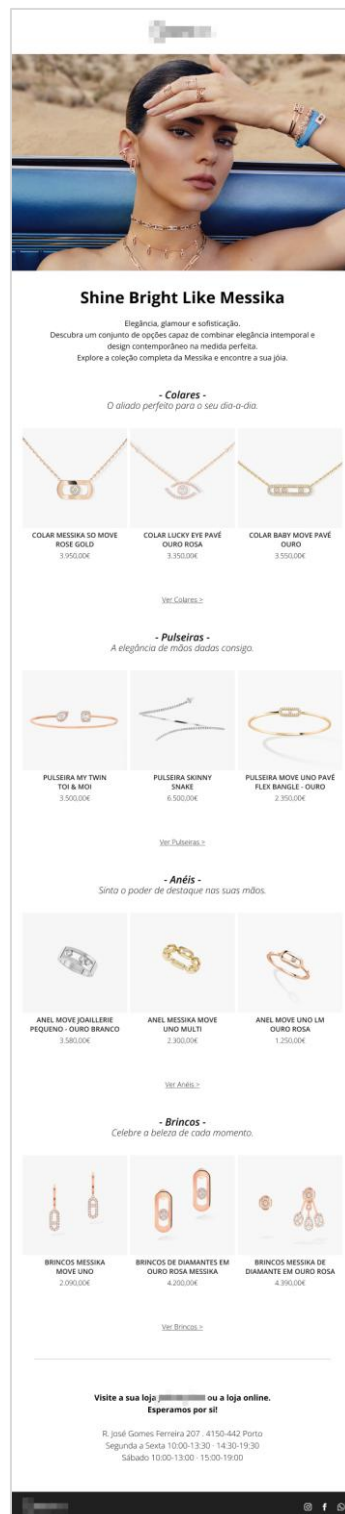 Shine Bright Like Messika
Elegância, glamour e sofisticação.
Descubra um conjunto de opções capaz de combinar elegância intemporal e
design contemporâneo na medida perfeita.
Explore a coleção completa da Messika e encontre a sua jóia.
- Colares -
O aliado perfeito para o seu dia-a-dia.
COLAR MESSIKA SO MOVE
ROSE GOLD
3.950,00€
COLAR LUCKY EYE PAVÉ
OURO ROSA
3.350,00€
COLAR BABY MOVE PAVÉ
OURO
3.550,00€
Ver Colares >
- Pulseiras -
A elegância de mãos dadas consigo.
PULSEIRA MY TWIN
TOI & MOI
3.500,00€
PULSEIRA SKINNY
SNAKE
6.500,00€
PULSEIRA MOVE UNO PAVÉ
FLEX BANGLE - OURO
2.350,00€
Ver Pulseiras >
- Anéis -
Sinta o poder de destaque nas suas mãos.
ANEL MOVE JOAILLERIE
PEQUENO - OURO BRANCO
3.580,00€
ANEL MESSIKA MOVE
UNO MULTI
2.300,00€
ANEL MOVE UNO LM
OURO ROSA
1.250,00€
Ver Anéis >
- Brincos -
Celebre a beleza de cada momento.
BRINCOS MESSIKA
MOVE UNO
2.090,00€
BRINCOS DE DIAMANTES EM
OURO ROSA MESSIKA
4.200,00€
BRINCOS MESSIKA DE
DIAMANTE EM OURO ROSA
4.390,00€
Ver Brincos >
Visite a sua loja ou a loja online.
Esperamos por si!
R. José Gomes Ferreira 207 . 4150-442 Porto
Segunda a Sexta 10:00-13:30 · 14:30-19:30
Sábado 10:00-13:00 · 15:00-19:00